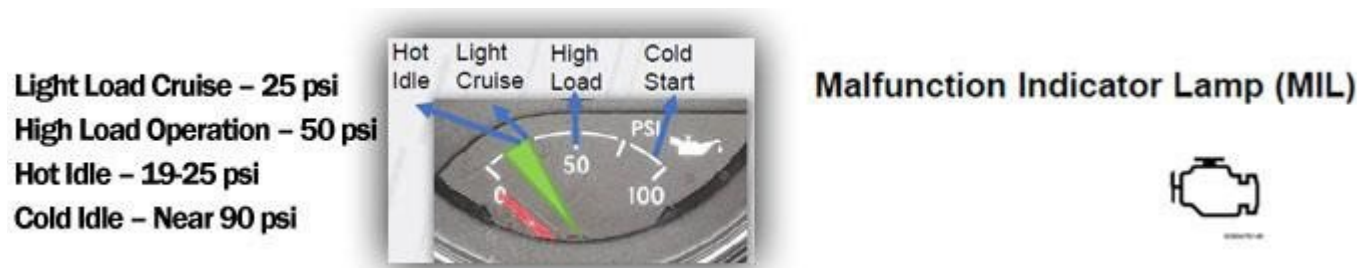 Light Load Cruise – 25 psi
High Load Operation – 50 psi
Hot Idle – 19-25 psi
Cold Idle – Near 90 psi
Hot Idle
Light Cruise
High Load
Cold Start
PSI
0
50
100
Malfunction Indicator Lamp (MIL)